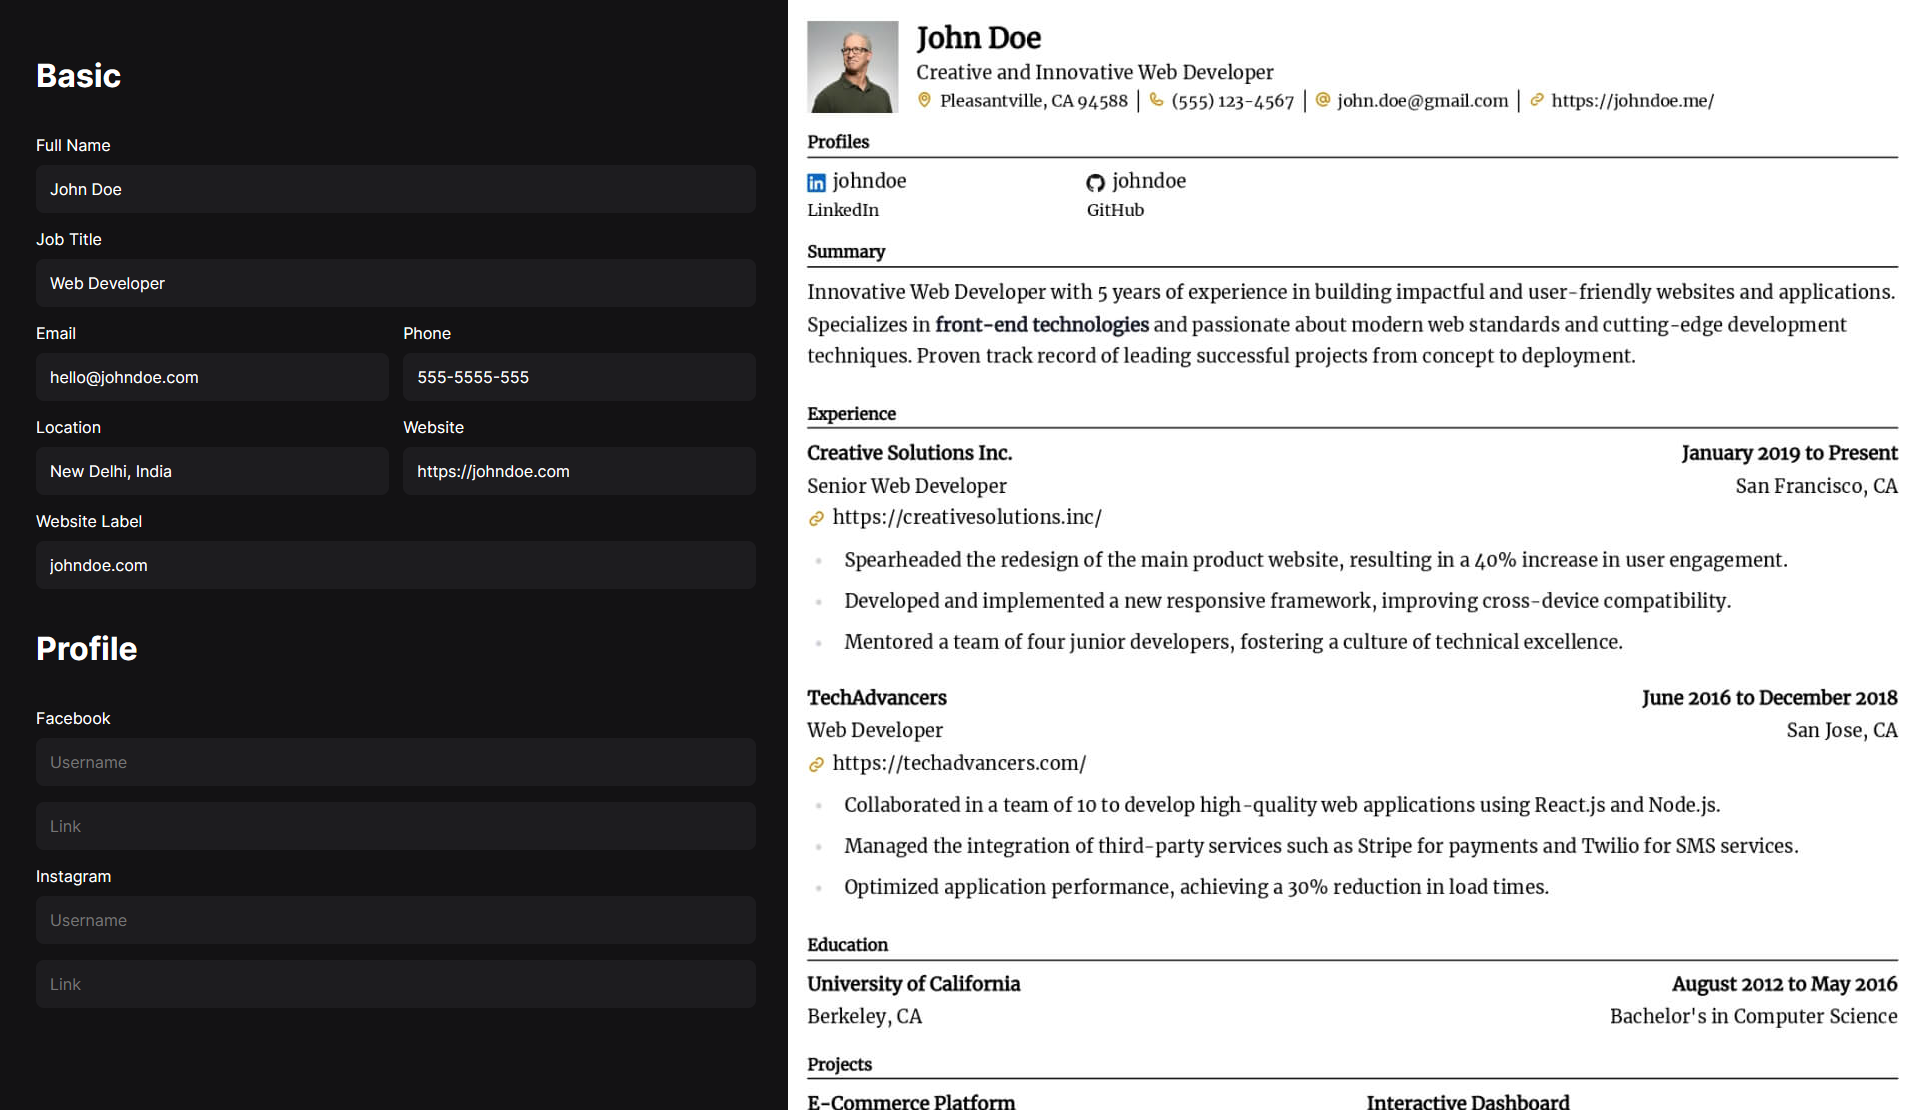 Basic
Full Name
John Doe
Job Title
Web Developer
Email
Phone
hello@johndoe.com
555-5555-555
Location
Website
New Delhi, India
https://johndoe.com
Website Label
johndoe.com
Profile
Facebook
Username
Link
Instagram
Username
Link
John Doe
Creative and Innovative Web Developer
Pleasantville, CA 94588 | (555) 123-4567 | john.doe@gmail.com | https://johndoe.me/
Profiles
johndoe
LinkedIn
johndoe
GitHub
Summary
Innovative Web Developer with 5 years of experience in building impactful and user-friendly websites and applications.
Specializes in front-end technologies and passionate about modern web standards and cutting-edge development
techniques. Proven track record of leading successful projects from concept to deployment.
Experience
Creative Solutions Inc. January 2019 to Present
Senior Web Developer San Francisco, CA
https://creativesolutions.inc/
Spearheaded the redesign of the main product website, resulting in a 40% increase in user engagement.
Developed and implemented a new responsive framework, improving cross-device compatibility.
Mentored a team of four junior developers, fostering a culture of technical excellence.
TechAdvancers June 2016 to December 2018
Web Developer San Jose, CA
https://techadvancers.com/
Collaborated in a team of 10 to develop high-quality web applications using React.js and Node.js.
Managed the integration of third-party services such as Stripe for payments and Twilio for SMS services.
Optimized application performance, achieving a 30% reduction in load times.
Education
University of California August 2012 to May 2016
Berkeley, CA Bachelor's in Computer Science
Projects
E-Commerce Platform Interactive Dashboard